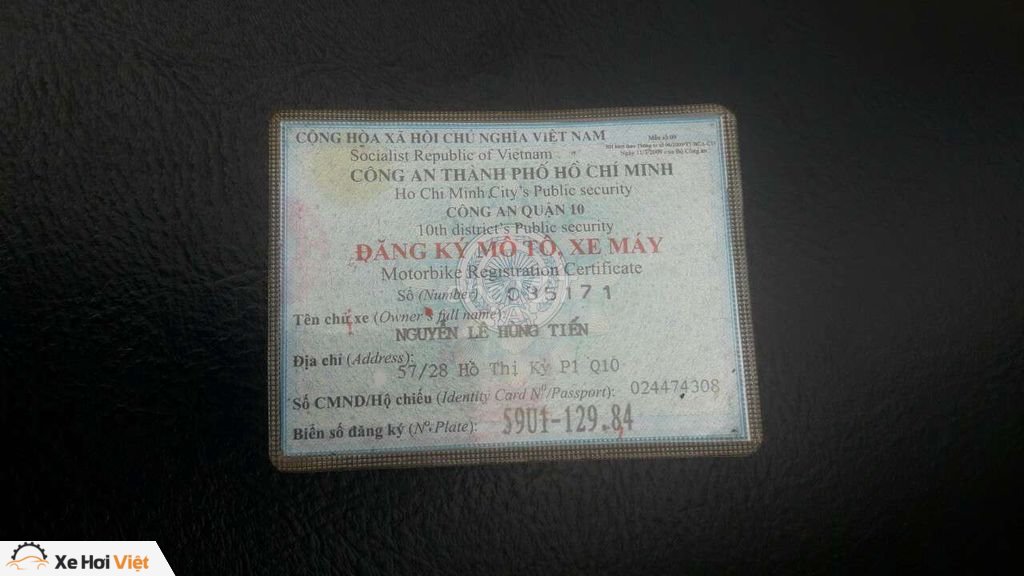 CỘNG HÒA XÃ HỘI CHỦ NGHĨA VIỆT NAM
Mẫu số 09
Socialist Republic of Vietnam
CÔNG AN THÀNH PHỐ HỒ CHÍ MINH
Ho Chi Minh City's Public security
CÔNG AN QUẬN 10
10th district's Public security
ĐĂNG KÝ MÔ TÔ, XE MÁY
Motorbike Registration Certificate
Số (Number): 035171
Tên chủ xe (Owner's full name):
NGUYỄN LÊ HÙNG TIẾN
Địa chỉ (Address):
57/28 Hồ Thị Kỷ P1 Q10
Số CMND/Hộ chiếu (Identity Card Nº/Passport): 024474308
Biển số đăng ký (Nº Plate): 59U1-129.84
Xe Hơi Việt